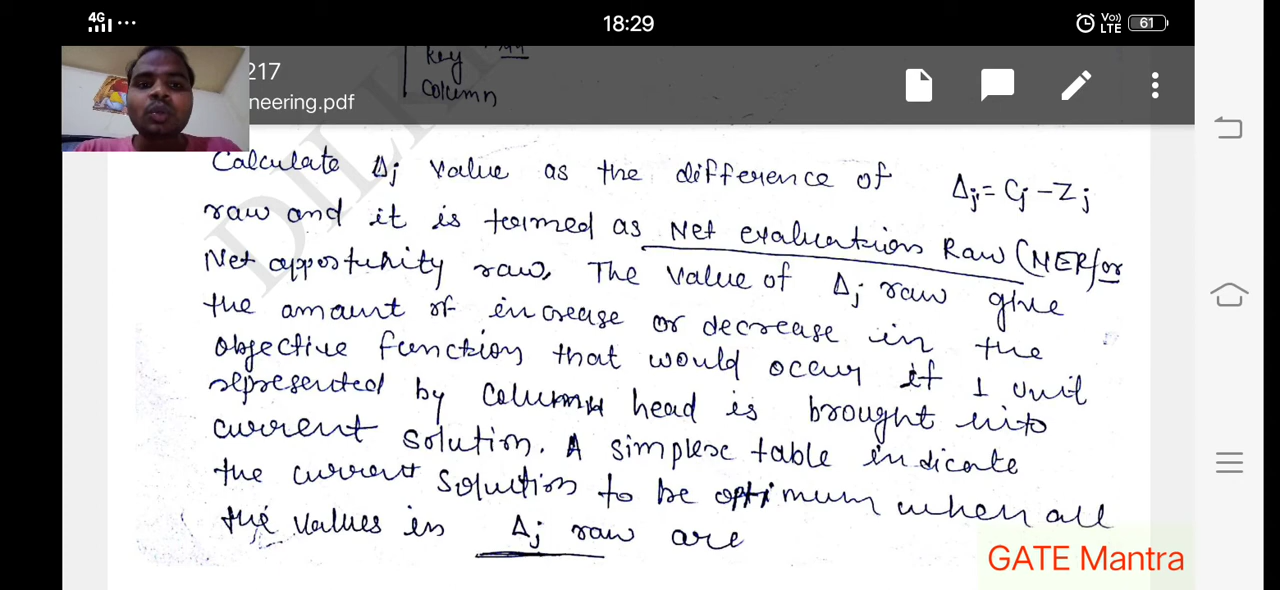 4G
18:29
Vo)
LTE
61
217
neering.pdf
key
column
Calculate Δj value as the difference of Δj = Cj - Zj
raw and it is termed as Net evaluation Raw (NER/or
Net opportunity raw. The value of Δj raw give
the amount of increase or decrease in the
objective function that would occur if 1 unit
represented by column head is brought into
current solution. A simplex table indicate
the current solution to be optimum when all
the values in Δj raw are
GATE Mantra